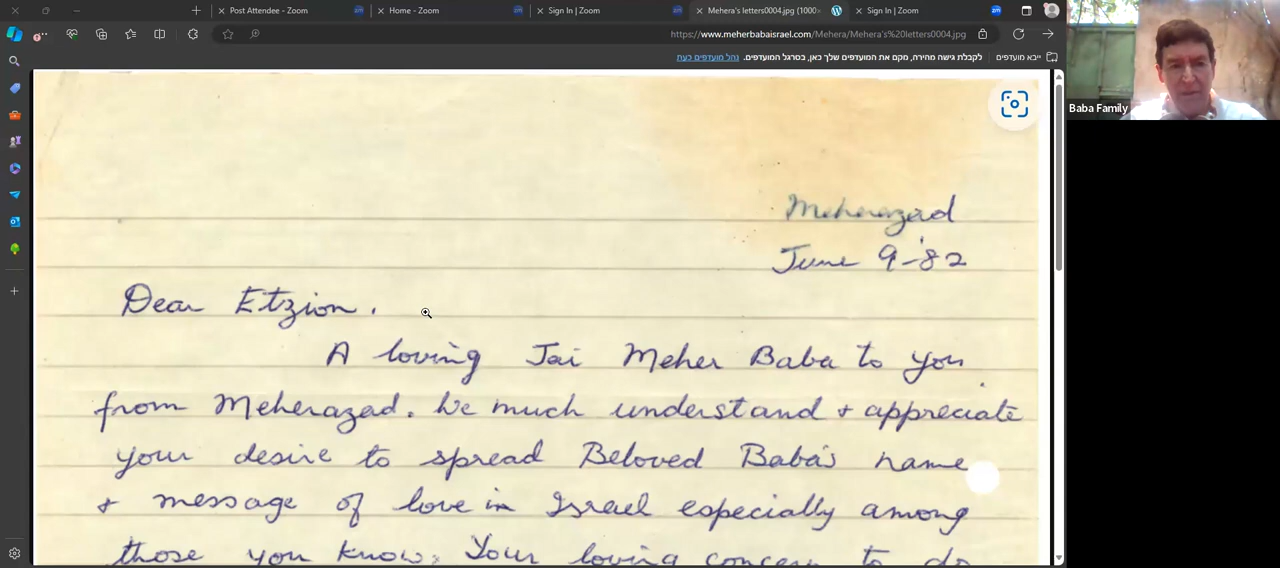 Post Attendee - Zoom
Home - Zoom
Sign In | Zoom
Mehera's letters0004.jpg (1000×
Sign In | Zoom
https://www.meherbabaisrael.com/Mehera/Mehera's%20letters0004.jpg
לקבלת גישה מהירה, מקם את המועדפים שלך כאן, בסרגל המועדפים. נהל מועדפים כעת
ייבא מועדפים
Baba Family
Meherazad
June 9-'82
Dear Etzion.
A loving Jai Meher Baba to you
from Meherazad. We much understand + appreciate
your desire to spread Beloved Baba's name
+ message of love in Israel especially among
those you know. Your loving concern to do